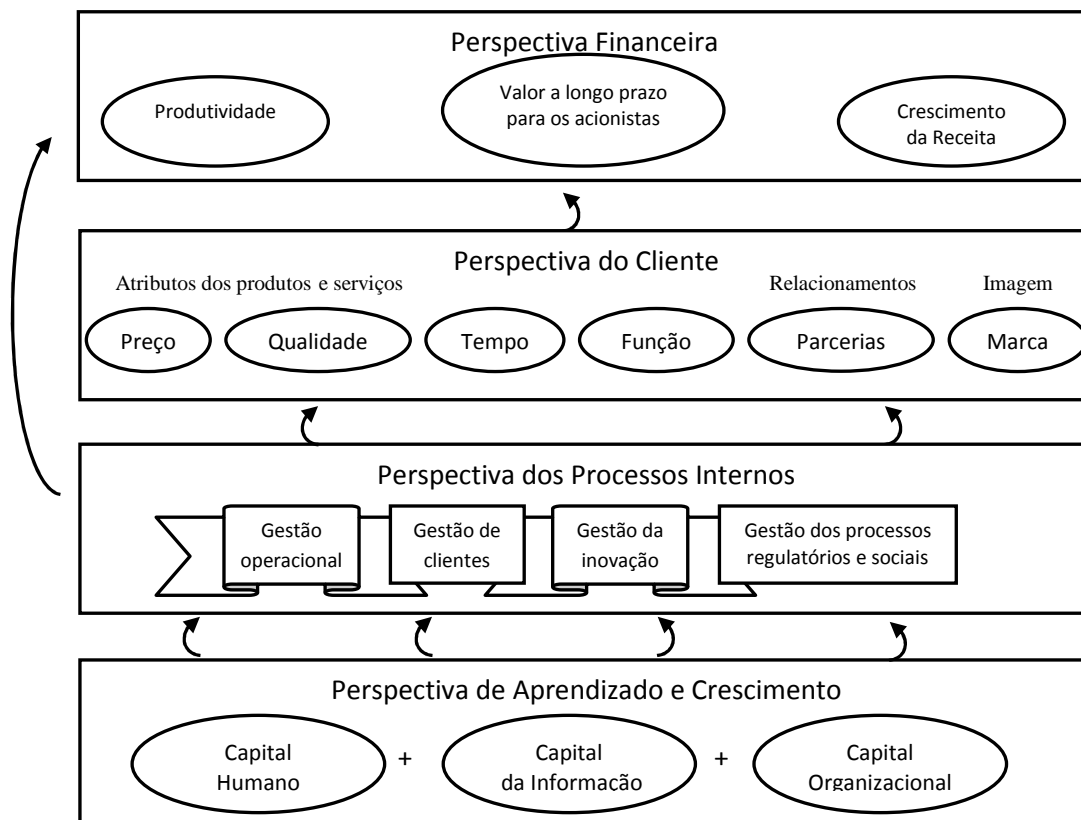 Perspectiva Financeira
Produtividade
Valor a longo prazo
para os acionistas
Crescimento
da Receita
Perspectiva do Cliente
Atributos dos produtos e serviços
Relacionamentos
Imagem
Preço
Qualidade
Tempo
Função
Parcerias
Marca
Perspectiva dos Processos Internos
Gestão
operacional
Gestão de
clientes
Gestão da
inovação
Gestão dos processos
regulatórios e sociais
Perspectiva de Aprendizado e Crescimento
Capital
Humano
+
Capital
da Informação
+
Capital
Organizacional